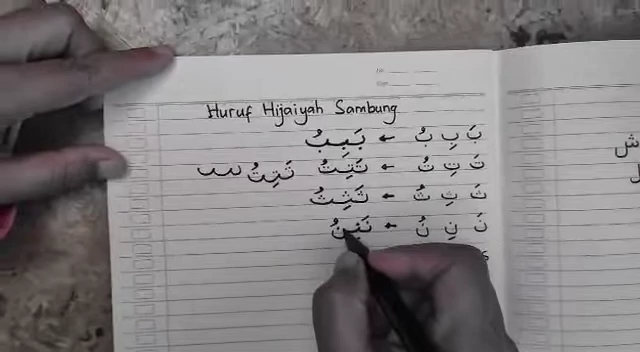 Huruf Hijaiyah Sambung
بَ بِ بُ ← بَبِبُ
تَ تِ تُ ← تَتِتُ تَتِتُ
ثَ ثِ ثُ ← ثَثِثُ
نَ نِ نُ ← نَنِنُ